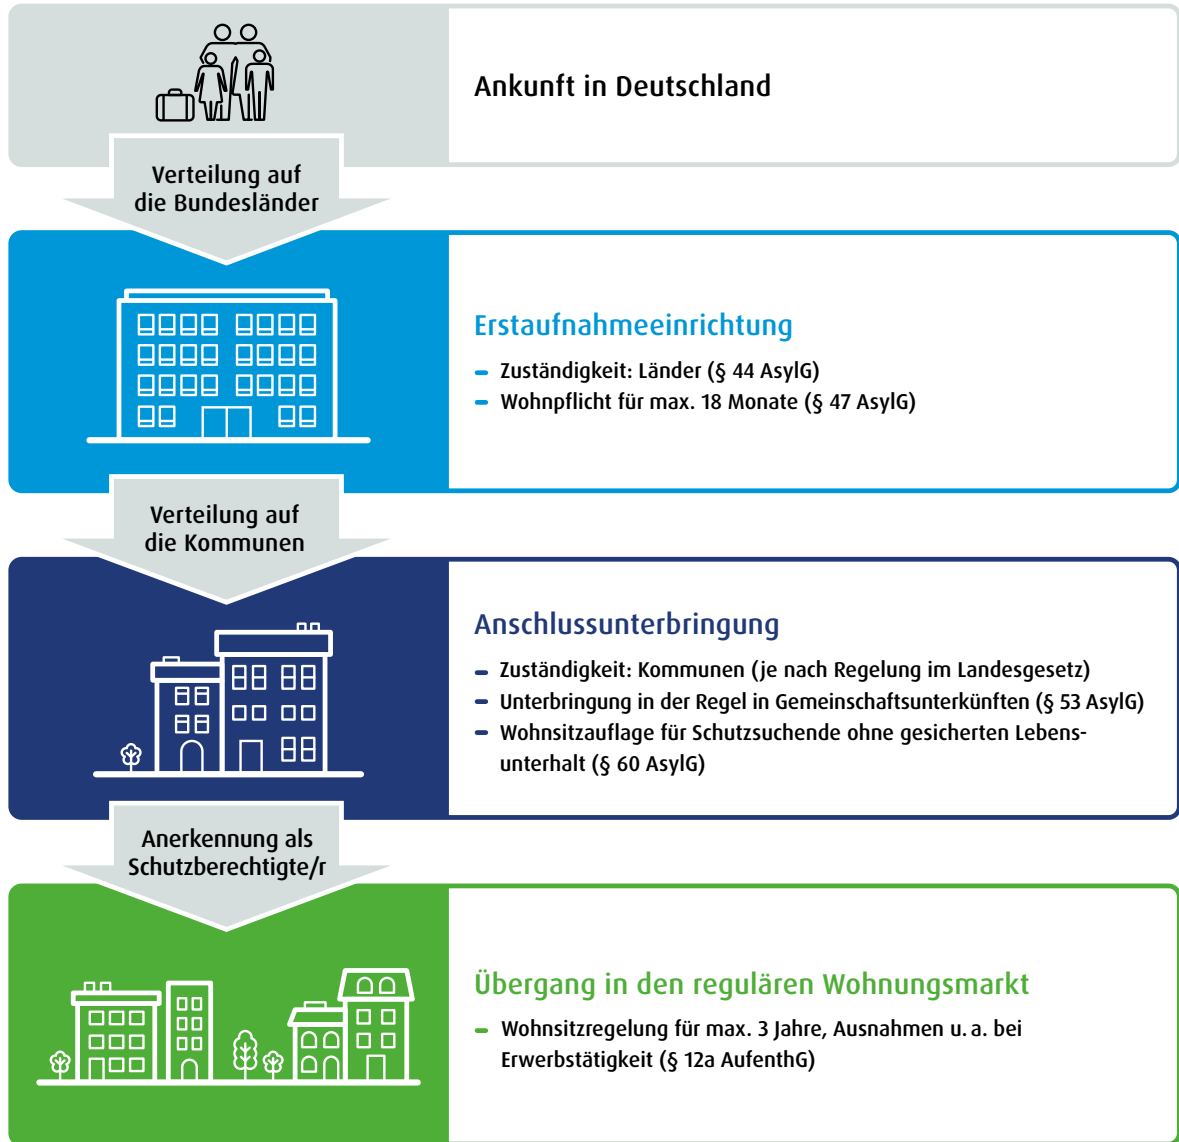 Ankunft in Deutschland
Verteilung auf
die Bundesländer
Erstaufnahmeeinrichtung
– Zuständigkeit: Länder (§ 44 AsylG)
– Wohnpflicht für max. 18 Monate (§ 47 AsylG)
Verteilung auf
die Kommunen
Anschlussunterbringung
– Zuständigkeit: Kommunen (je nach Regelung im Landesgesetz)
– Unterbringung in der Regel in Gemeinschaftsunterkünften (§ 53 AsylG)
– Wohnsitzauflage für Schutzsuchende ohne gesicherten Lebens-
unterhalt (§ 60 AsylG)
Anerkennung als
Schutzberechtigte/r
Übergang in den regulären Wohnungsmarkt
– Wohnsitzregelung für max. 3 Jahre, Ausnahmen u. a. bei
Erwerbstätigkeit (§ 12a AufenthG)